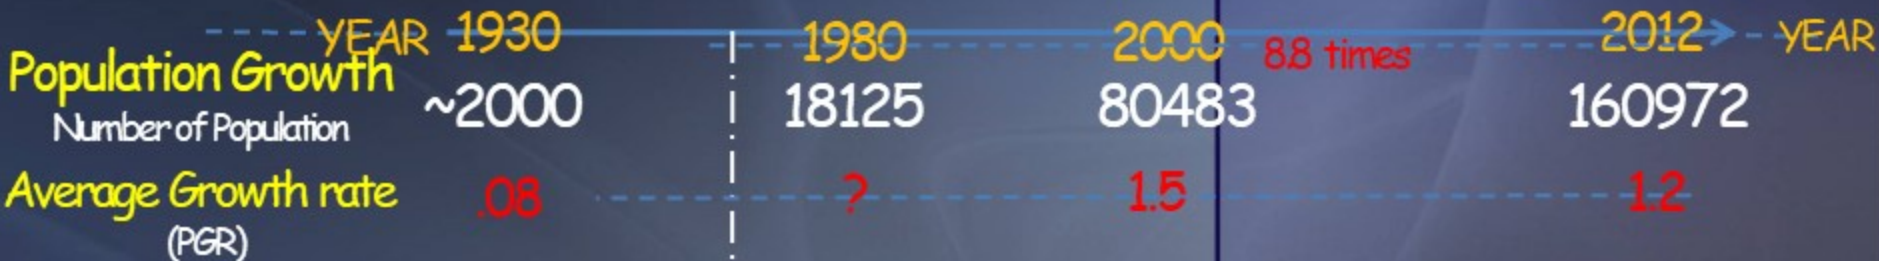 YEAR 1930 1980 2000 8.8 times 2012 YEAR
Population Growth
Number of Population ~2000 18125 80483 160972
Average Growth rate .08 ? 1.5 1.2
(PGR)